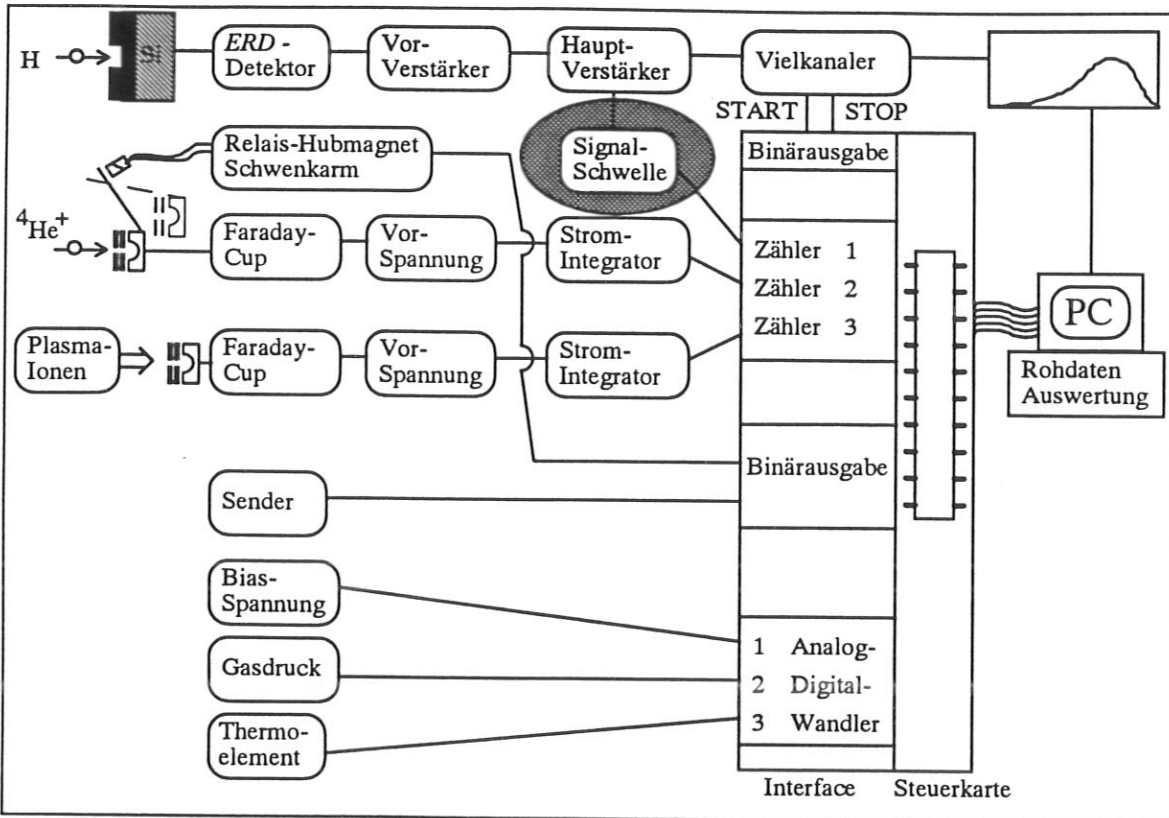 H
Si
ERD -
Detektor
Vor-
Verstärker
Haupt-
Verstärker
Vielkanaler
START
STOP
Relais-Hubmagnet
Schwenkarm
Signal-
Schwelle
Binärausgabe
⁴He⁺
Faraday-
Cup
Vor-
Spannung
Strom-
Integrator
Zähler 1
Zähler 2
Zähler 3
PC
Rohdaten
Auswertung
Plasma-
Ionen
Faraday-
Cup
Vor-
Spannung
Strom-
Integrator
Binärausgabe
Sender
Bias-
Spannung
Gasdruck
Thermo-
element
1 Analog-
2 Digital-
3 Wandler
Interface
Steuerkarte